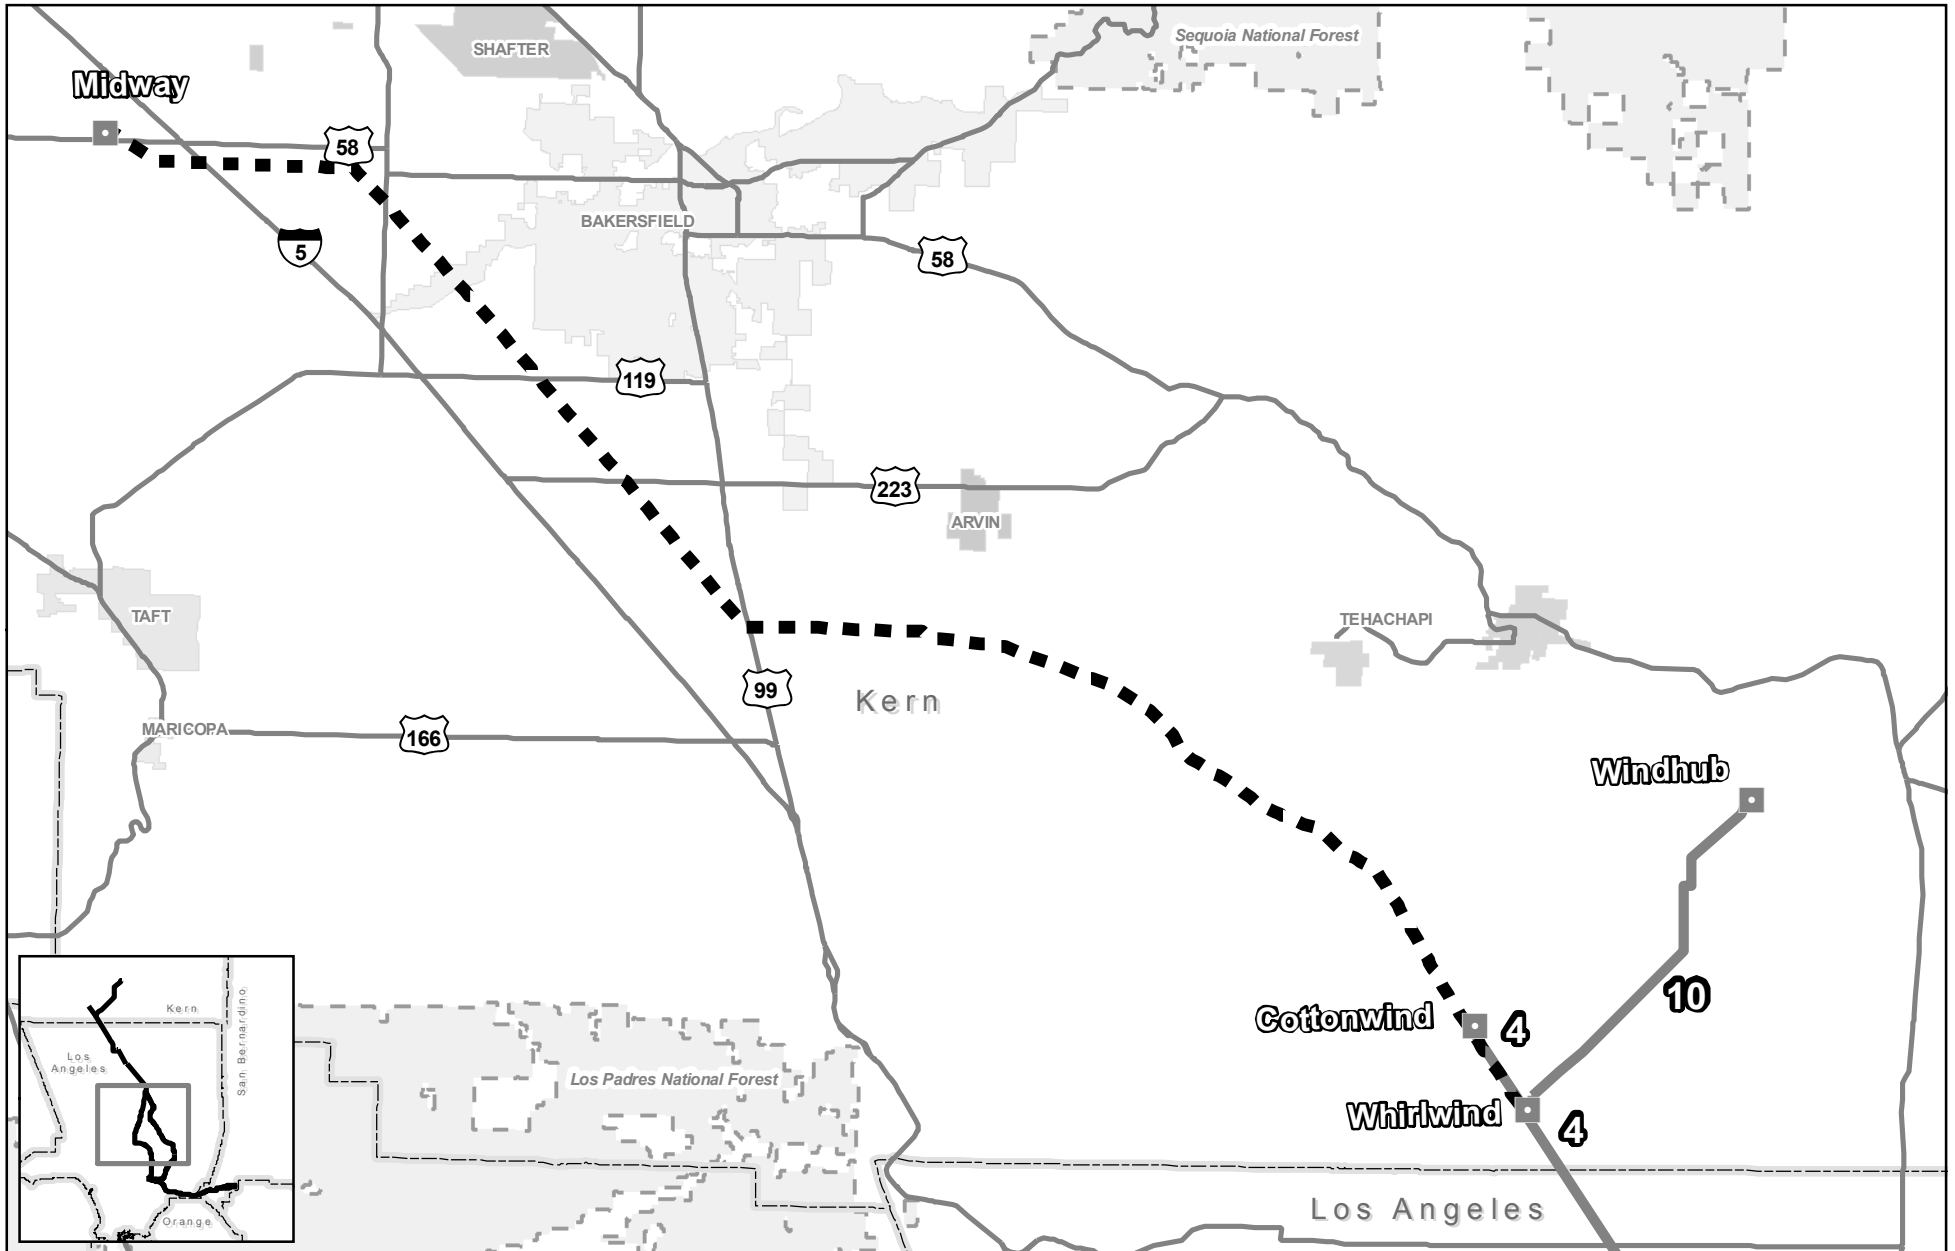 Sequoia National Forest
SHAFTER
Midway
58
BAKERSFIELD
5
58
119
223
ARVIN
TAFT
TEHACHAPI
99
Kern
MARICOPA
166
Windhub
10
Cottonwind
4
Kern
San Bernardino
Los
Angeles
Los Padres National Forest
Whirlwind
4
Los Angeles
Orange